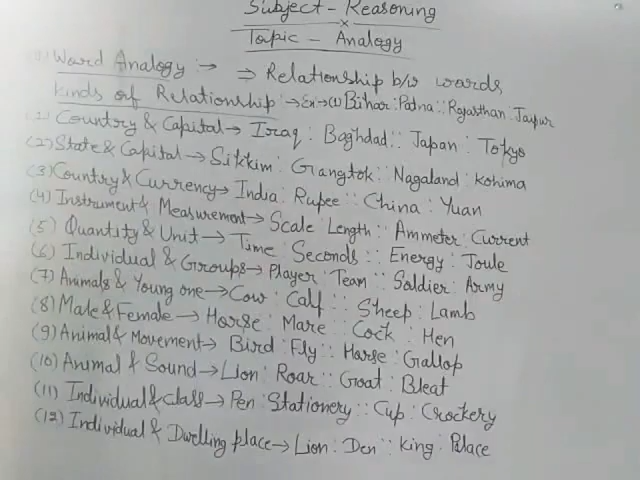 Subject - Reasoning
×
Topic - Analogy
(1) Word Analogy :→ ⇒ Relationship b/w words
kinds of Relationship :→ Ex→(1) Bihar : Patna :: Rajasthan : Jaipur
(1) Country & Capital → Iraq : Baghdad :: Japan : Tokyo
(2) State & Capital → Sikkim : Gangtok :: Nagaland : Kohima
(3) Country & Currency → India : Rupee :: China : Yuan
(4) Instrument & Measurement → Scale : Length :: Ammeter : Current
(5) Quantity & Unit → Time : Seconds :: Energy : Joule
(6) Individual & Groups → Player : Team :: Soldier : Army
(7) Animals & Young one → Cow : Calf :: Sheep : Lamb
(8) Male & Female → Horse : Mare :: Cock : Hen
(9) Animal & Movement → Bird : Fly :: Horse : Gallop
(10) Animal & Sound → Lion : Roar :: Goat : Bleat
(11) Individual & class → Pen : Stationery :: Cup : Crockery
(12) Individual & Dwelling place → Lion : Den :: king : Palace